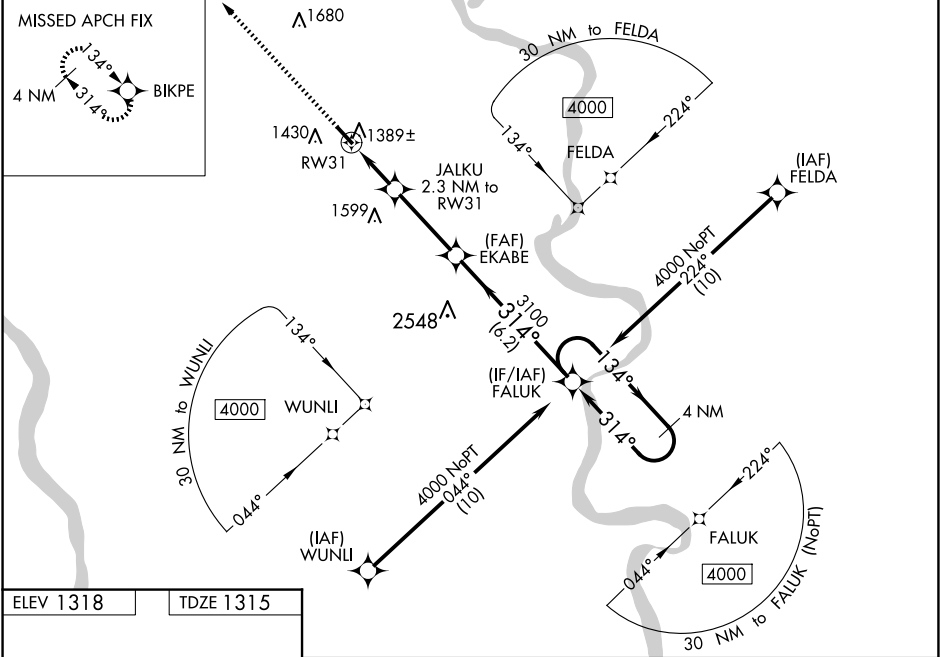 MISSED APCH FIX
134°
4 NM
314°
BIKPE
1680
30 NM to FELDA
4000
134°
224°
FELDA
1430
1389±
RW31
JALKU
2.3 NM to
RW31
1599
(IAF)
FELDA
(FAF)
EKABE
4000 NoPT
224°
(10)
2548
3100
314°
(6.2)
134°
30 NM to WUNLI
4000
WUNLI
044°
(IF/IAF)
FALUK
134°
4 NM
314°
4000 NoPT
044°
(10)
(IAF)
WUNLI
224°
044°
FALUK
4000
30 NM to FALUK (NoPT)
ELEV 1318
TDZE 1315